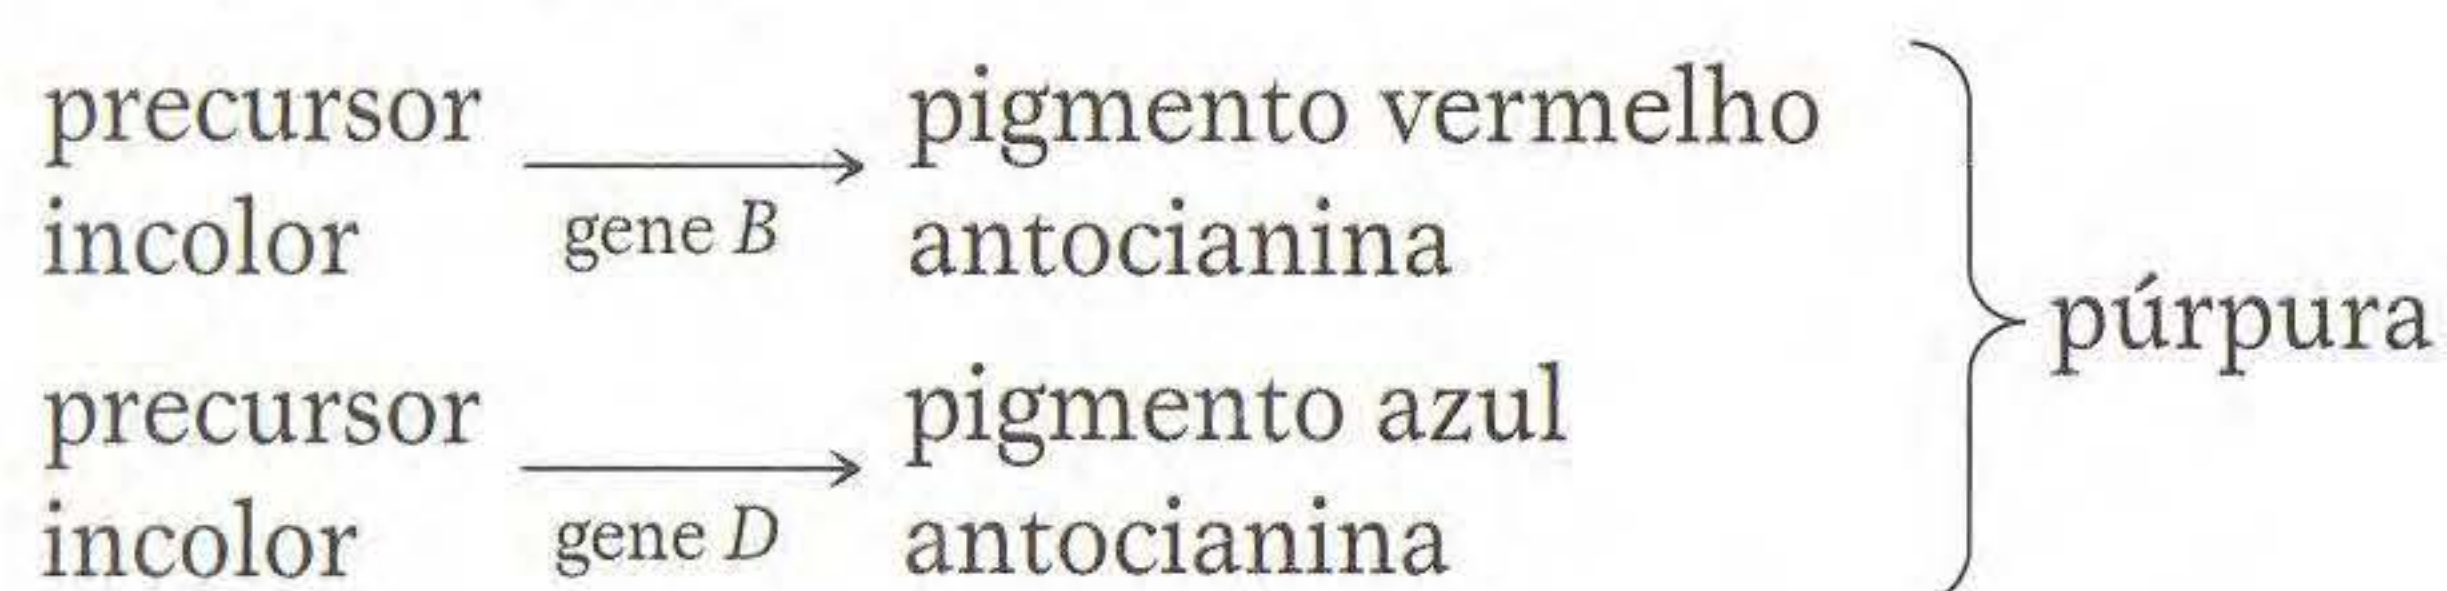 precursor
incolor
gene B
pigmento vermelho
antocianina
precursor
incolor
gene D
pigmento azul
antocianina
púrpura